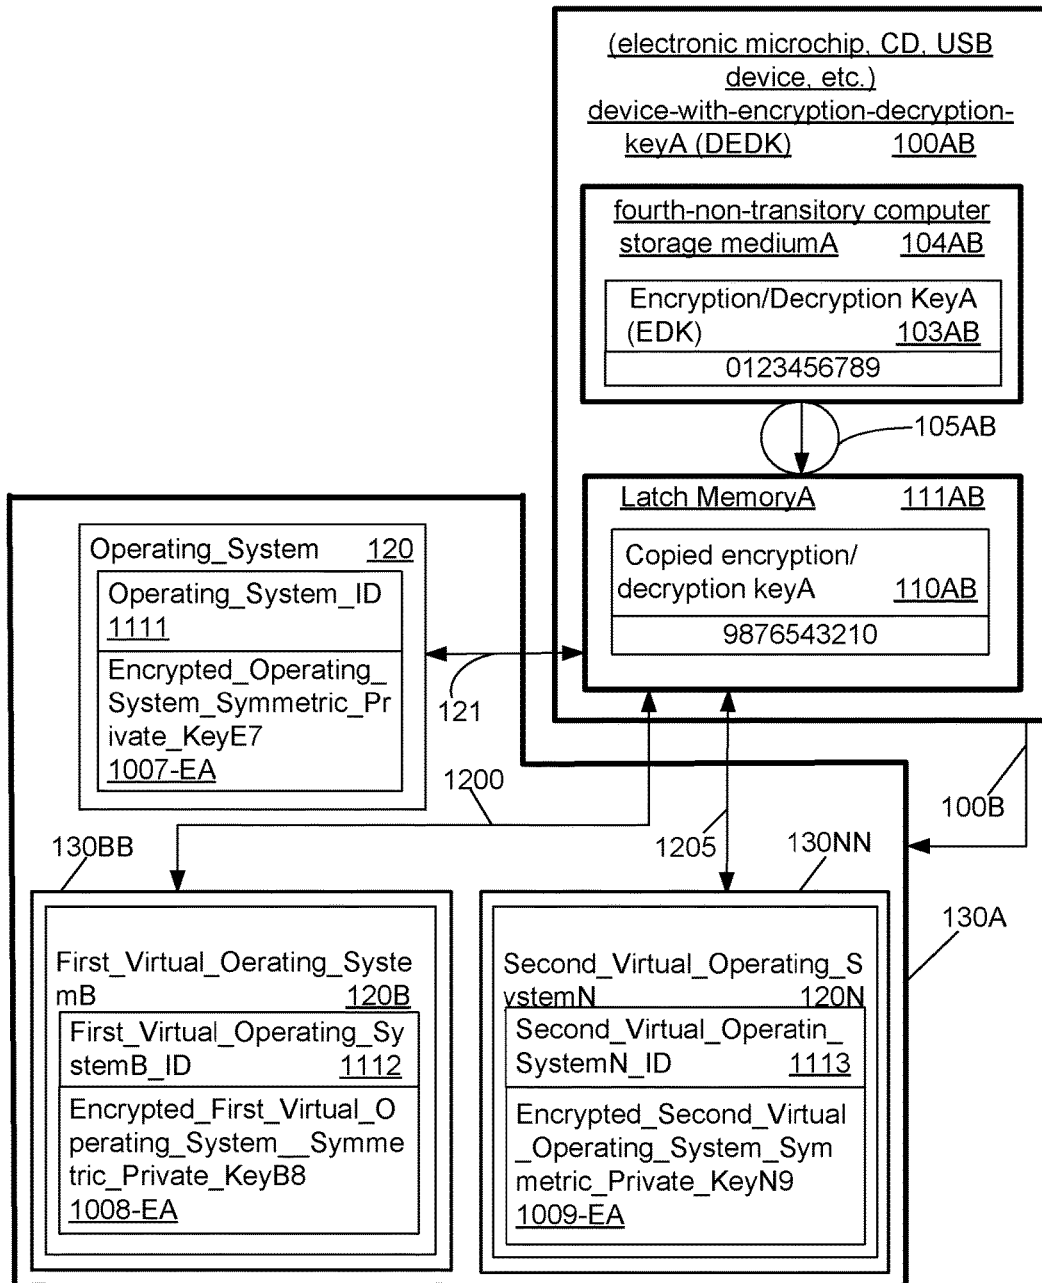 (electronic microchip, CD, USB
device, etc.)
device-with-encryption-decryption-
keyA (DEDK) 100AB
fourth-non-transitory computer
storage mediumA 104AB
Encryption/Decryption KeyA
(EDK) 103AB
0123456789
105AB
Latch MemoryA 111AB
Copied encryption/
decryption keyA 110AB
9876543210
Operating_System 120
Operating_System_ID
1111
Encrypted_Operating_
System_Symmetric_Pr
ivate_KeyE7
1007-EA
121
1200
1205
100B
130BB
130NN
130A
First_Virtual_Oerating_Syste
mB 120B
First_Virtual_Operating_Sy
stemB_ID 1112
Encrypted_First_Virtual_O
perating_System__Symme
tric_Private_KeyB8
1008-EA
Second_Virtual_Operating_S
ystemN 120N
Second_Virtual_Operatin_
SystemN_ID 1113
Encrypted_Second_Virtual
_Operating_System_Sym
metric_Private_KeyN9
1009-EA